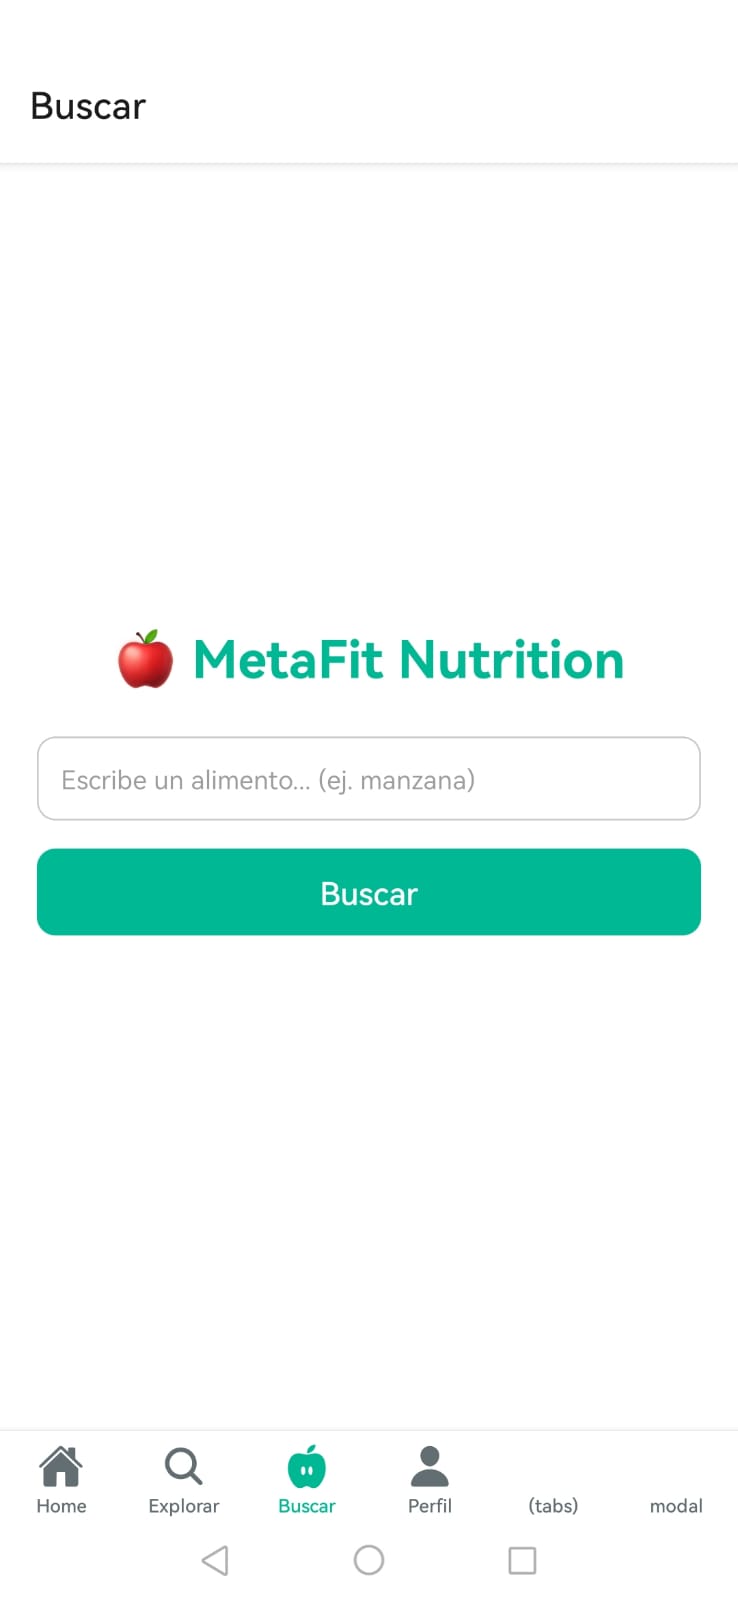 Buscar
MetaFit Nutrition
Escribe un alimento... (ej. manzana)
Buscar
Home
Explorar
Buscar
Perfil
(tabs)
modal